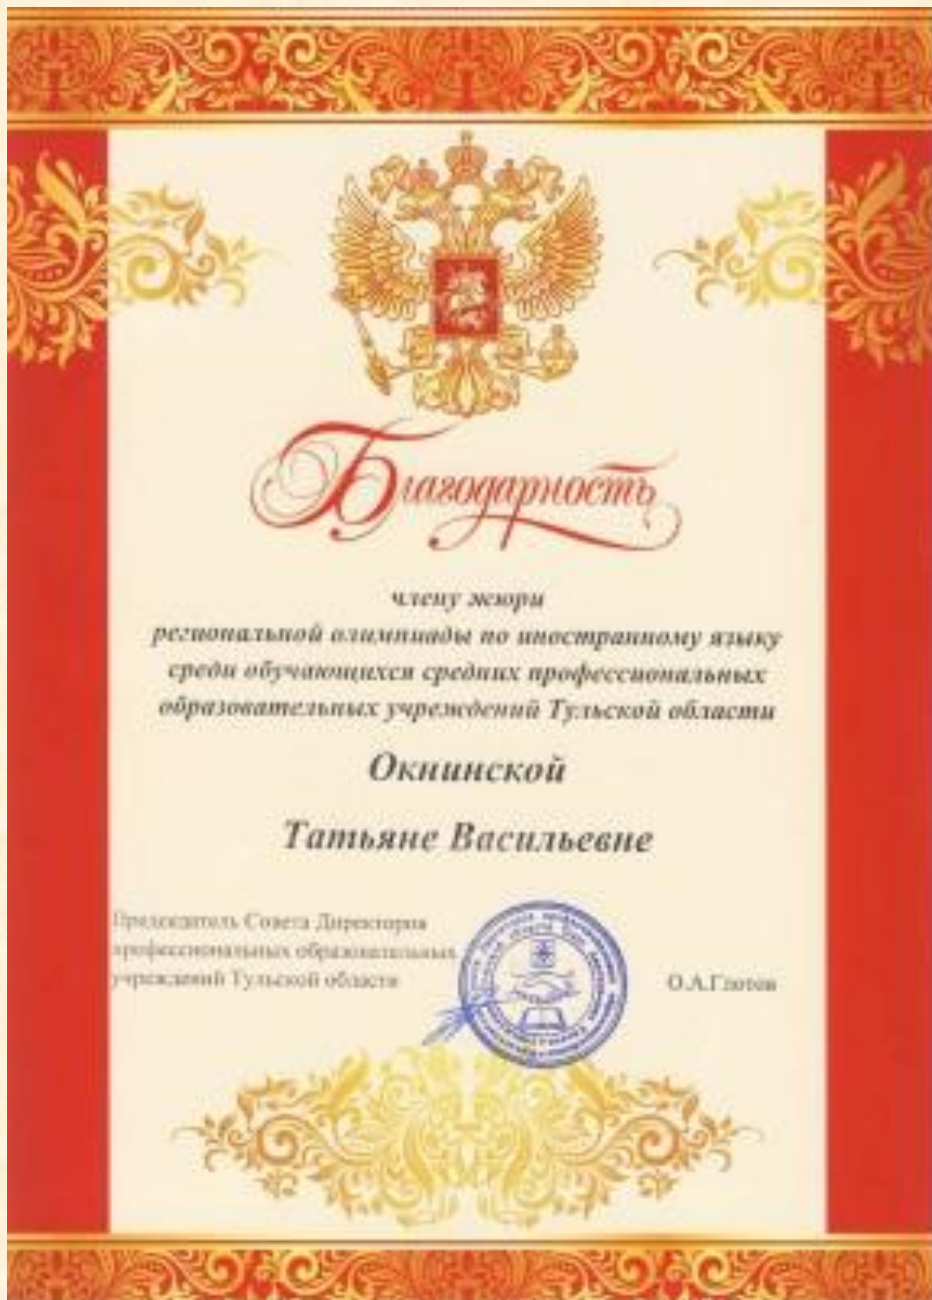 Благодарность
члену жюри
региональной олимпиады по иностранному языку
среди обучающихся средних профессиональных
образовательных учреждений Тульской области
Окнинской
Татьяне Васильевне
Председатель Совета Директоров
профессиональных образовательных
учреждений Тульской области
О.А.Глотов